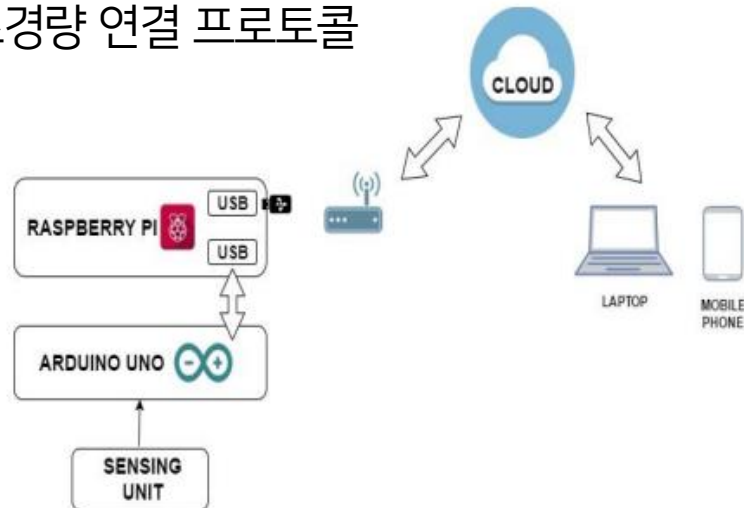 경량 연결 프로토콜
CLOUD
USB
RASPBERRY PI
USB
LAPTOP
MOBILE
PHONE
ARDUINO UNO
SENSING
UNIT